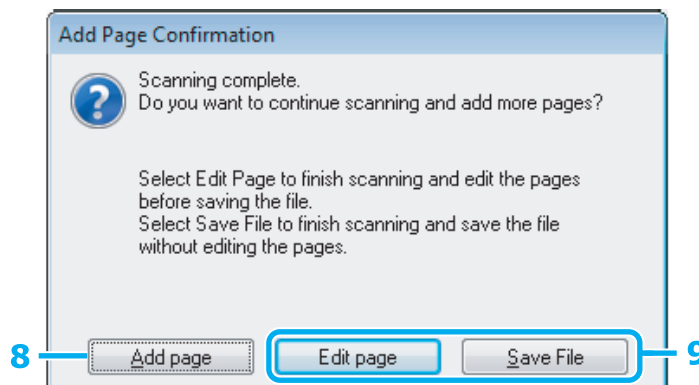 Add Page Confirmation
Scanning complete.
Do you want to continue scanning and add more pages?
Select Edit Page to finish scanning and edit the pages
before saving the file.
Select Save File to finish scanning and save the file
without editing the pages.
8 Add page Edit page Save File 9